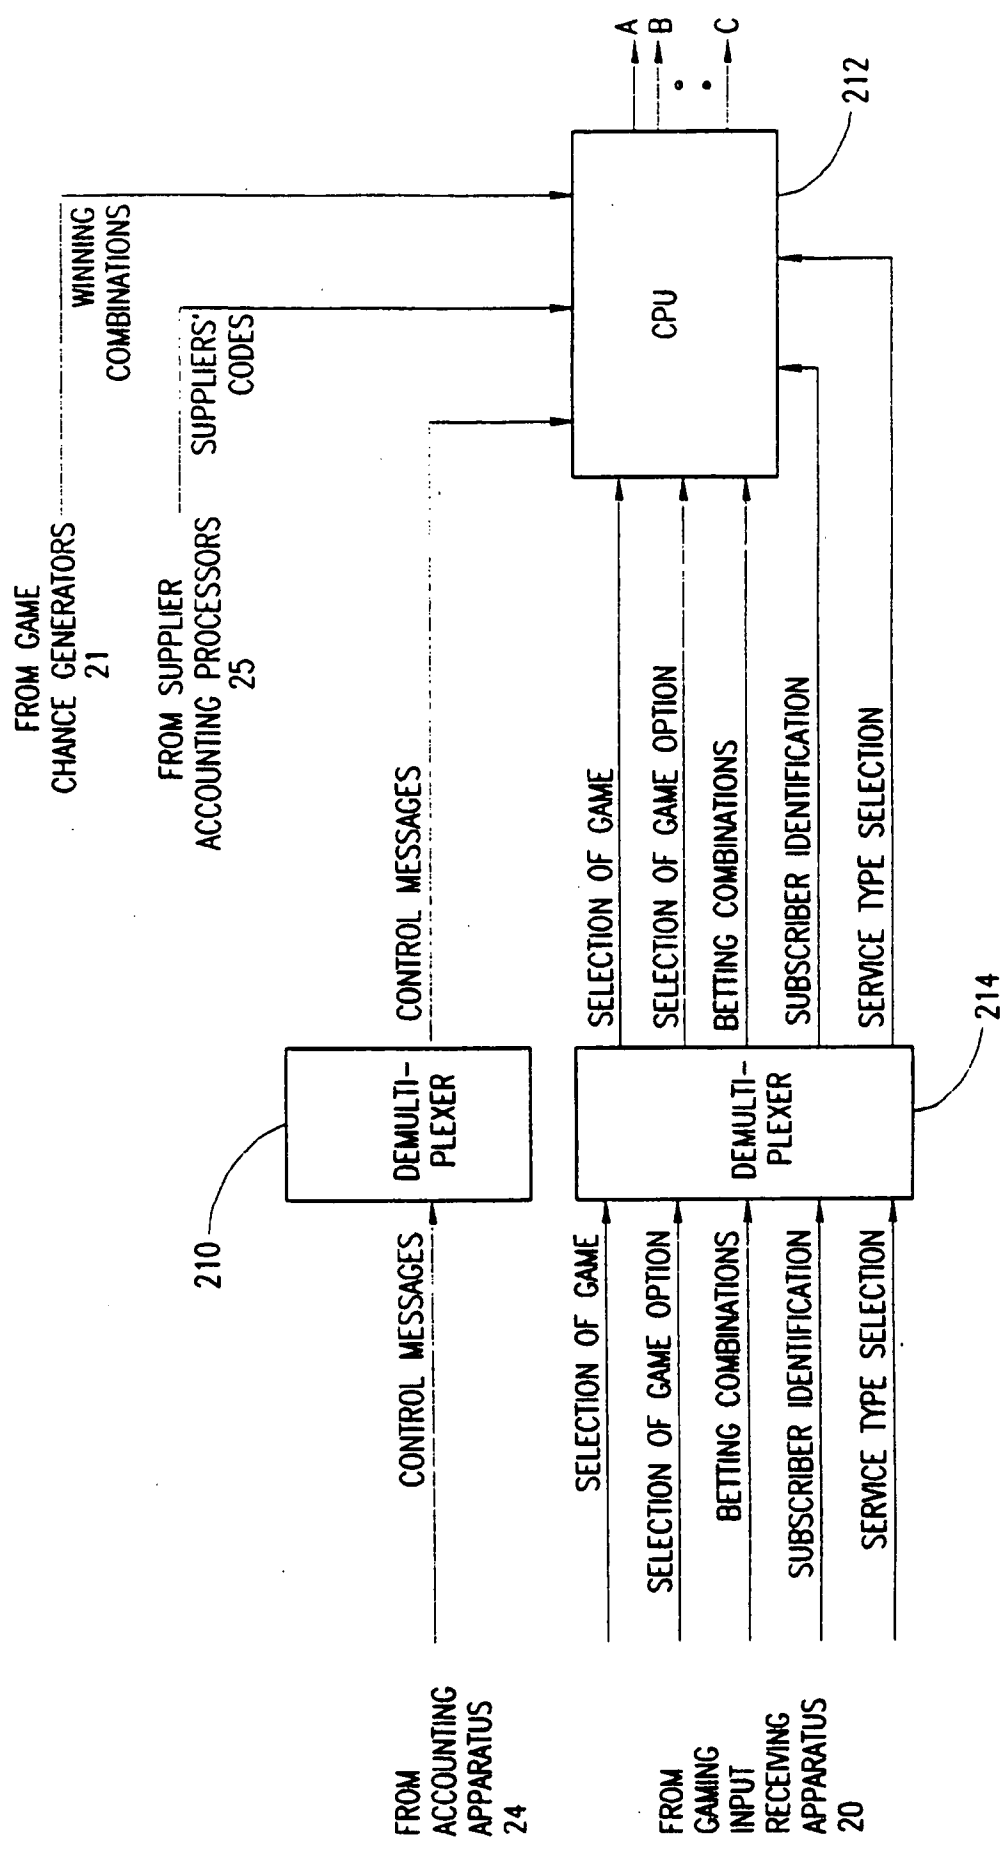 FROM GAME
CHANCE GENERATORS
21
WINNING
COMBINATIONS
FROM SUPPLIER
ACCOUNTING PROCESSORS
25
SUPPLIERS'
CODES
FROM
ACCOUNTING
APPARATUS
24
CONTROL MESSAGES
210
DEMULTI-
PLEXER
CONTROL MESSAGES
FROM
GAMING
INPUT
RECEIVING
APPARATUS
20
SELECTION OF GAME
SELECTION OF GAME OPTION
BETTING COMBINATIONS
SUBSCRIBER IDENTIFICATION
SERVICE TYPE SELECTION
DEMULTI-
PLEXER
214
SELECTION OF GAME
SELECTION OF GAME OPTION
BETTING COMBINATIONS
SUBSCRIBER IDENTIFICATION
SERVICE TYPE SELECTION
CPU
212
A
B
C